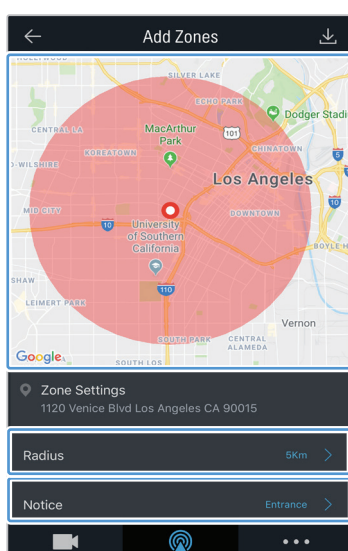 Add Zones
HOLLYWOOD
SILVER LAKE
ECHO PARK
Dodger Stadi
CENTRAL LA
MacArthur
Park
101
KOREATOWN
CHINATOWN
5
O-WILSHIRE
Los Angeles
10
MID-CITY
DOWNTOWN
10
University
of Southern
California
BOYLE H
SHAW
110
LEIMERT PARK
Vernon
SOUTH PARK
CENTRAL
ALAMEDA
Google
SOUTH LOS
Zone Settings
1120 Venice Blvd Los Angeles CA 90015
Radius 5Km
Notice Entrance